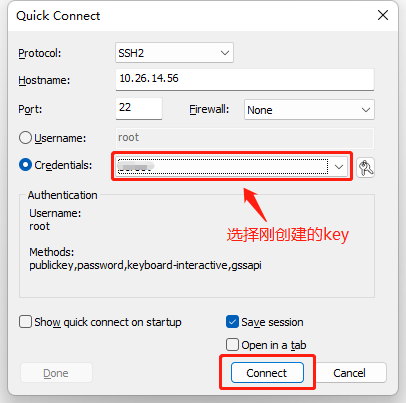 Quick Connect
Protocol: SSH2
Hostname: 10.26.14.56
Port: 22 Firewall: None
Username: root
Credentials:
选择刚创建的key
Authentication
Username:
root
Methods:
publickey,password,keyboard-interactive,gssapi
Show quick connect on startup Save session
Open in a tab
Done Connect Cancel